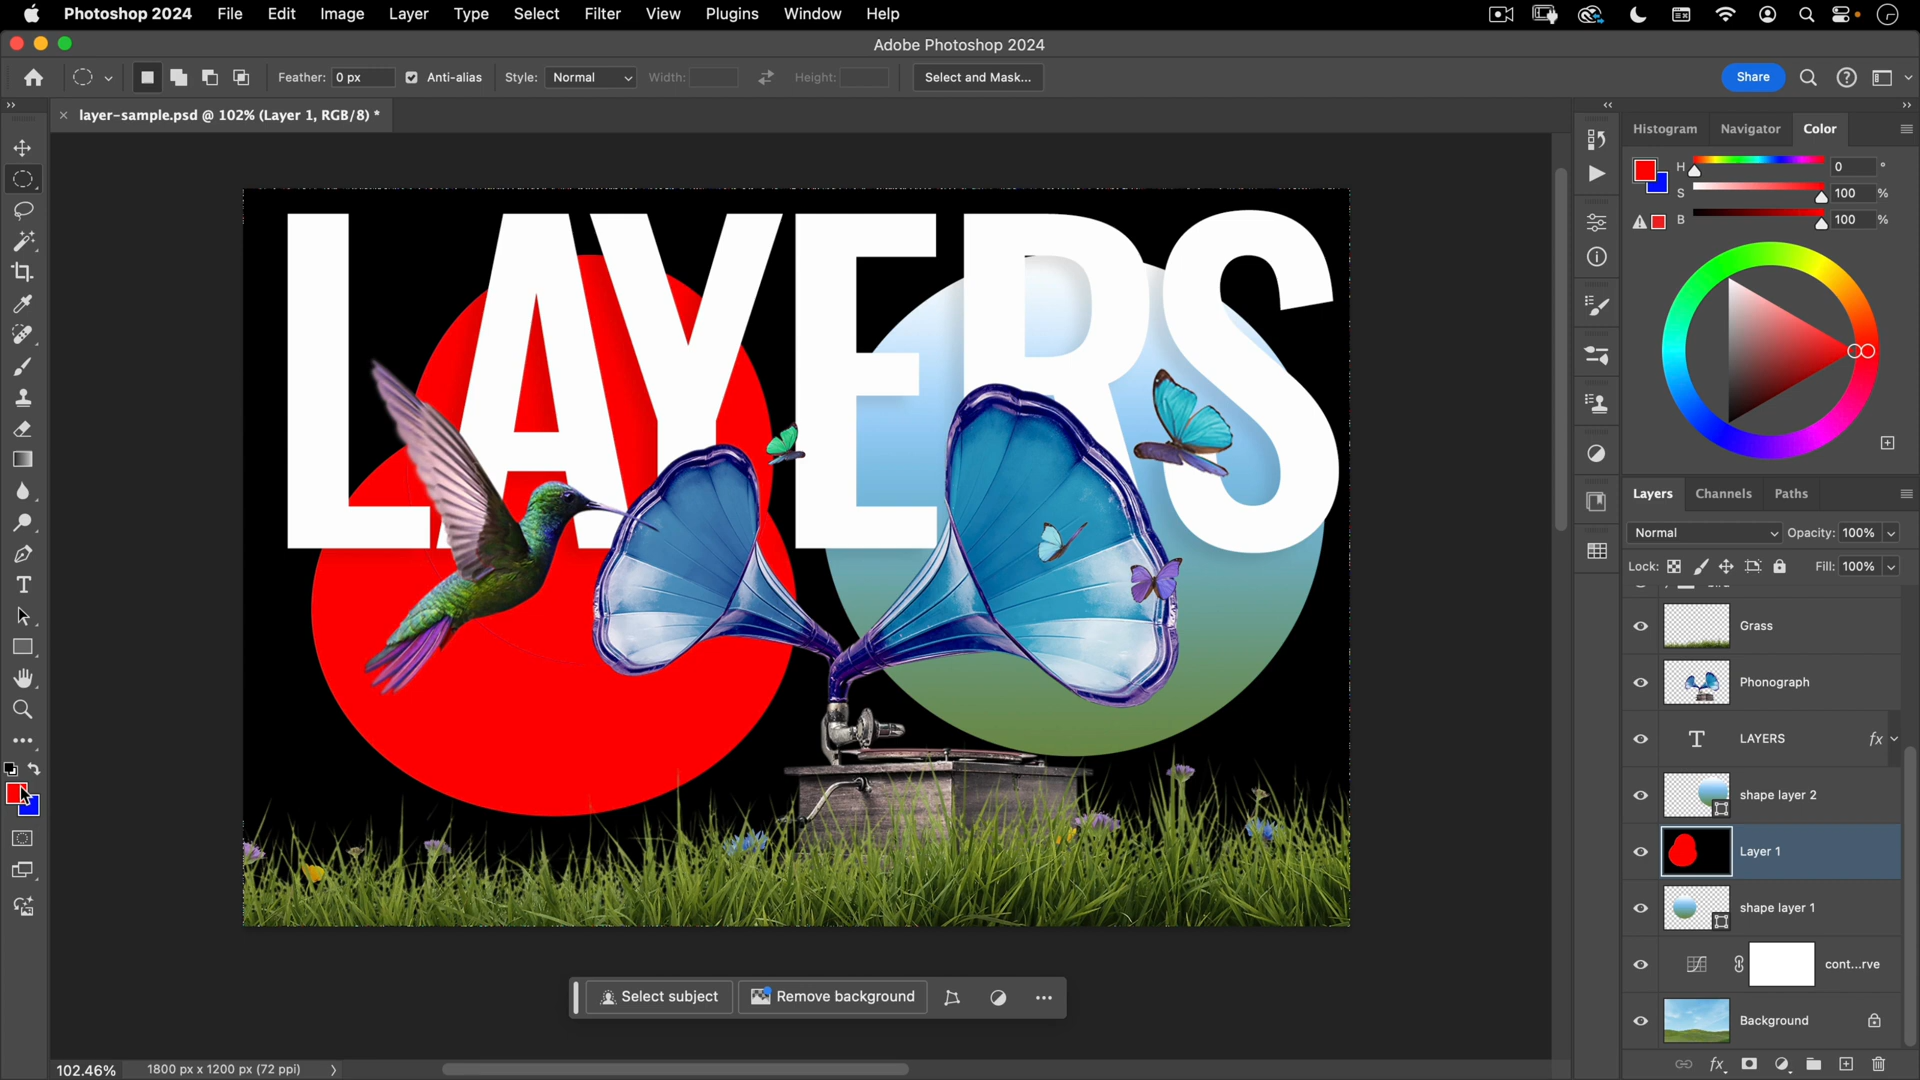 Photoshop 2024 File Edit Image Layer Type Select Filter View Plugins Window Help
Adobe Photoshop 2024
Feather: 0 px Anti-alias Style: Normal Width: Height: Select and Mask... Share
layer-sample.psd @ 102% (Layer 1, RGB/8) *
Histogram Navigator Color
H 0 °
S 100 %
B 100 %
LAYERS
Layers Channels Paths
Normal Opacity: 100%
Lock: Fill: 100%
Grass
Phonograph
T LAYERS fx
shape layer 2
Layer 1
shape layer 1
cont...rve
Background
Select subject Remove background
102.46% 1800 px x 1200 px (72 ppi)
fx